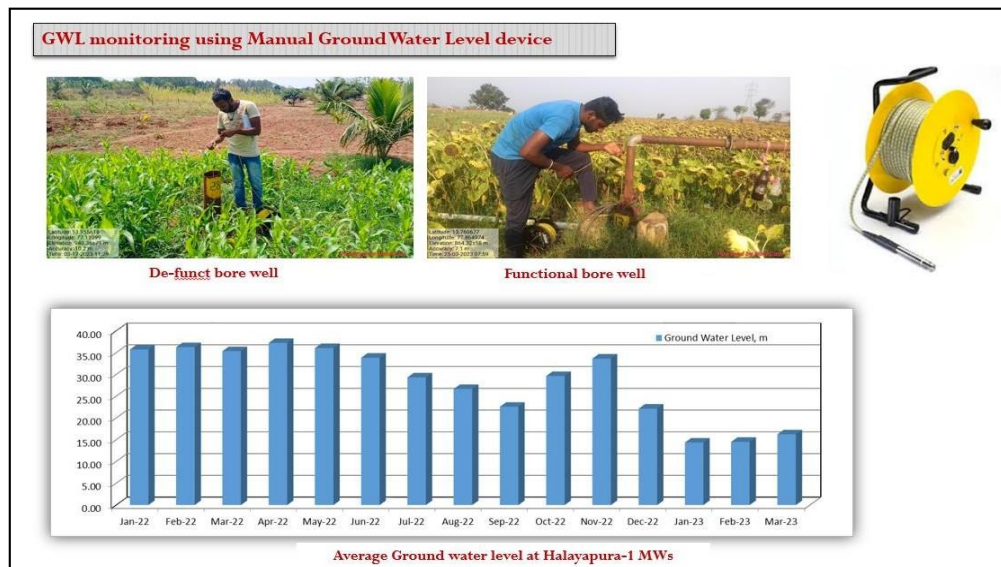 GWL monitoring using Manual Ground Water Level device
De-funct bore well
Functional bore well
Ground Water Level, m
40.00
35.00
30.00
25.00
20.00
15.00
10.00
5.00
0.00
Jan-22 Feb-22 Mar-22 Apr-22 May-22 Jun-22 Jul-22 Aug-22 Sep-22 Oct-22 Nov-22 Dec-22 Jan-23 Feb-23 Mar-23
Average Ground water level at Halayapura-1 MWs